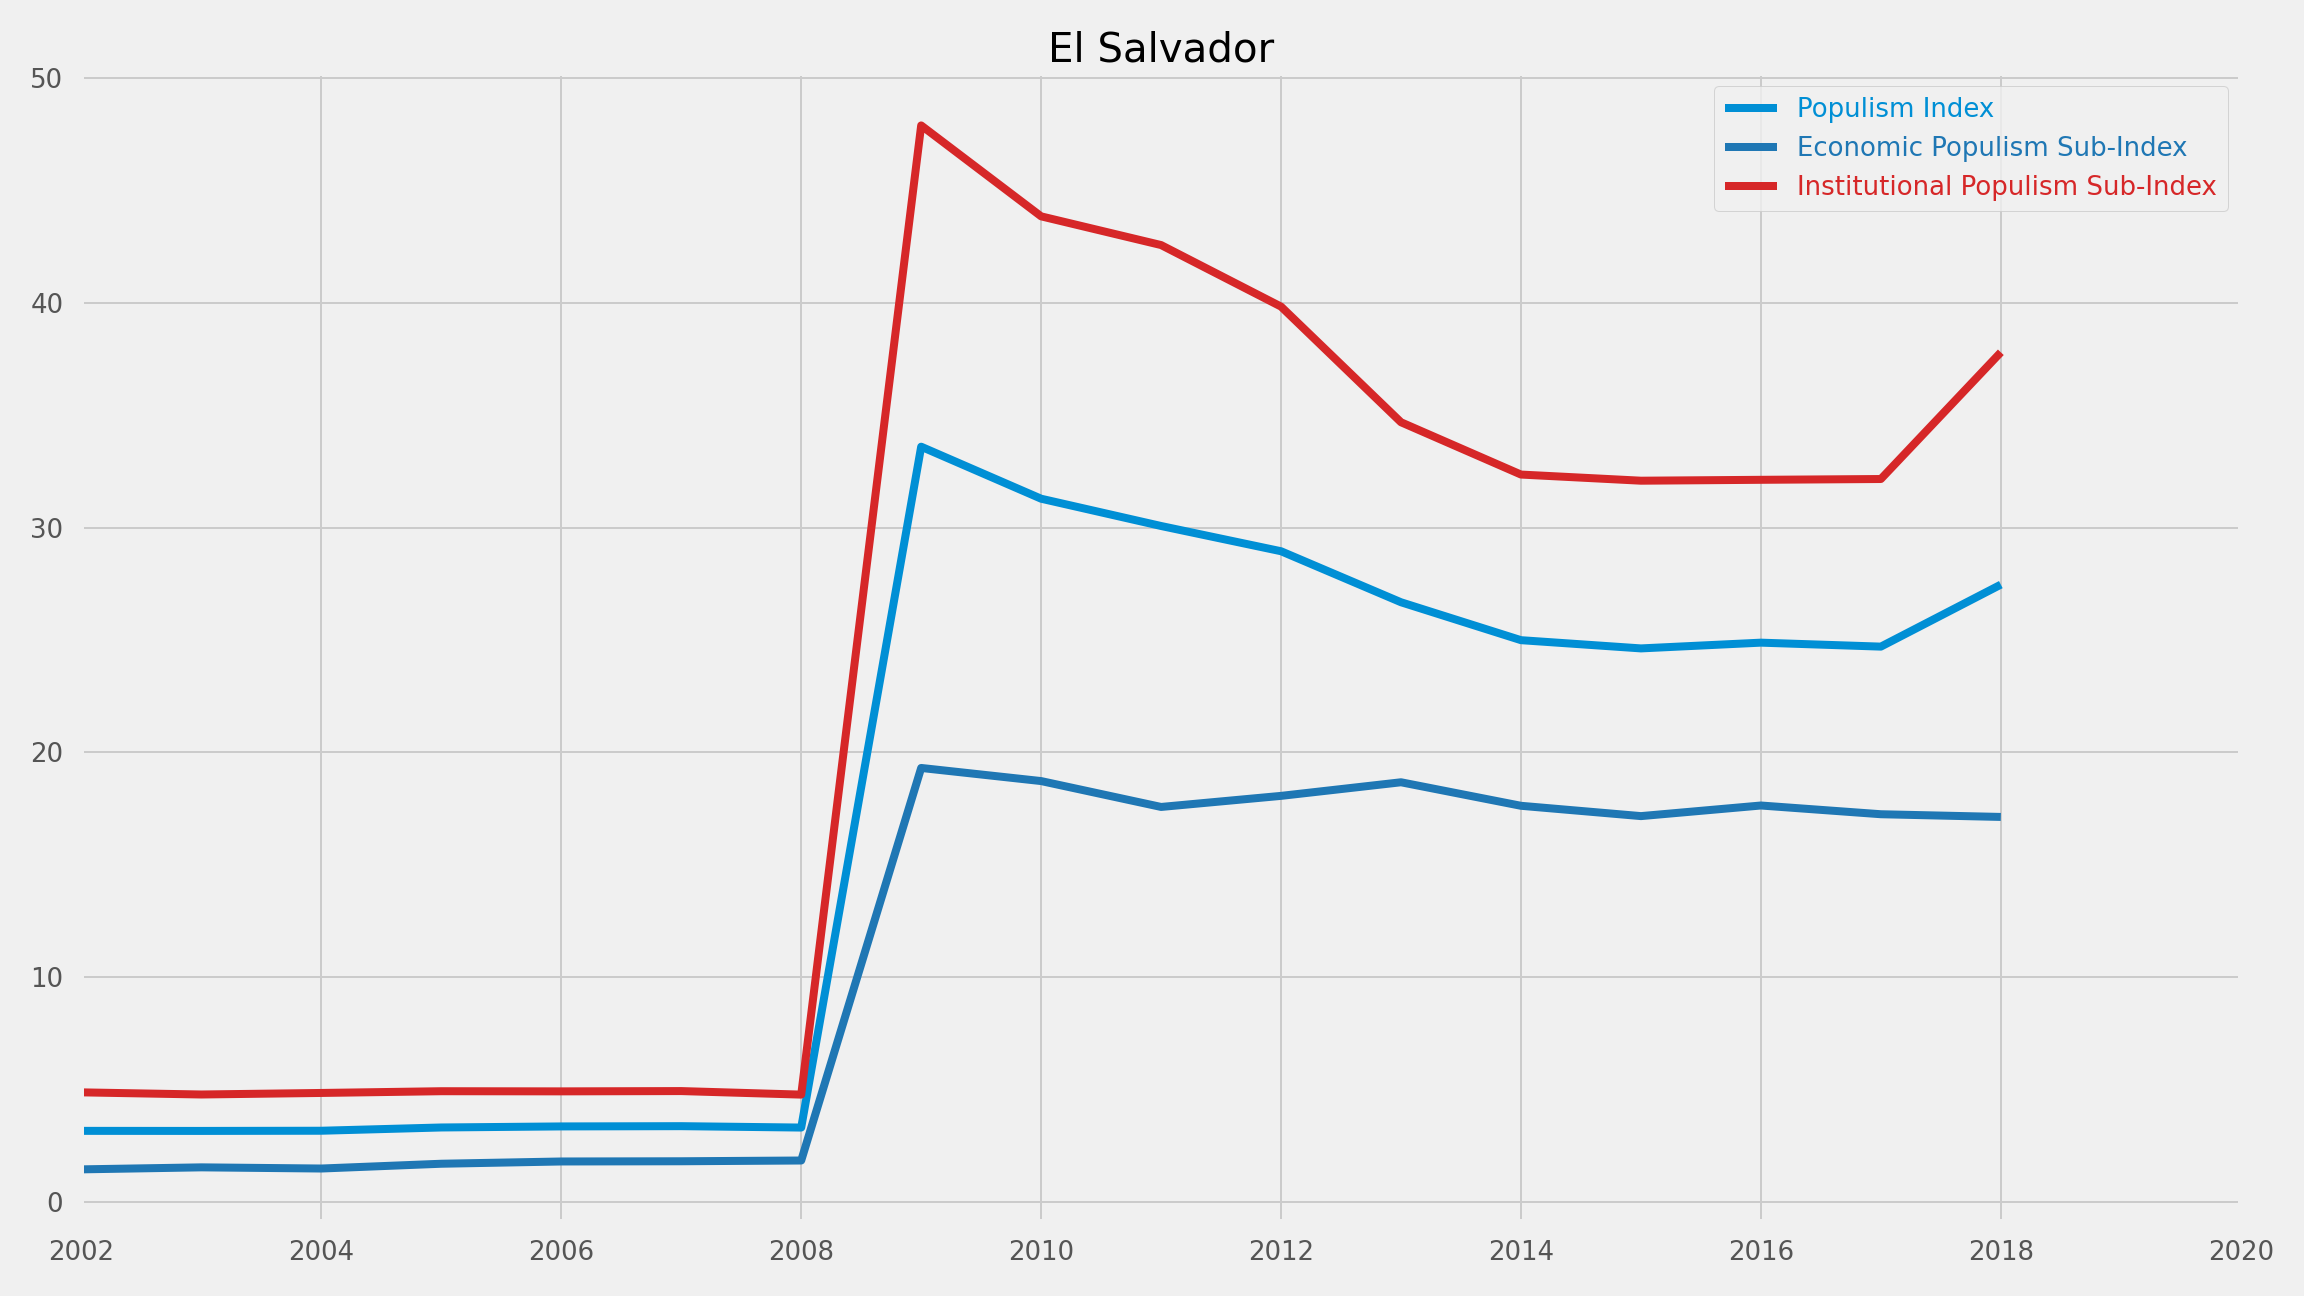 El Salvador
50
40
30
20
10
0
Populism Index
Economic Populism Sub-Index
Institutional Populism Sub-Index
2002 2004 2006 2008 2010 2012 2014 2016 2018 2020